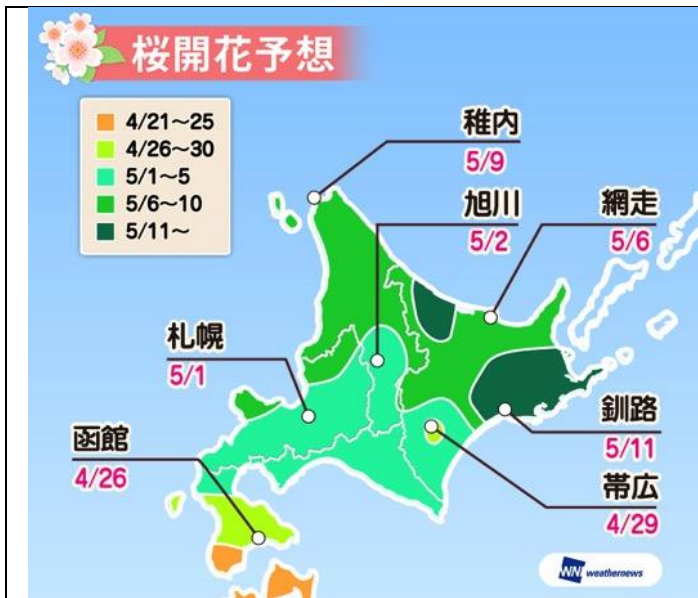 桜開花予想
4/21～25
4/26～30
5/1～5
5/6～10
5/11～
稚内
5/9
旭川
5/2
網走
5/6
札幌
5/1
函館
4/26
釧路
5/11
帯広
4/29
WN weathernews